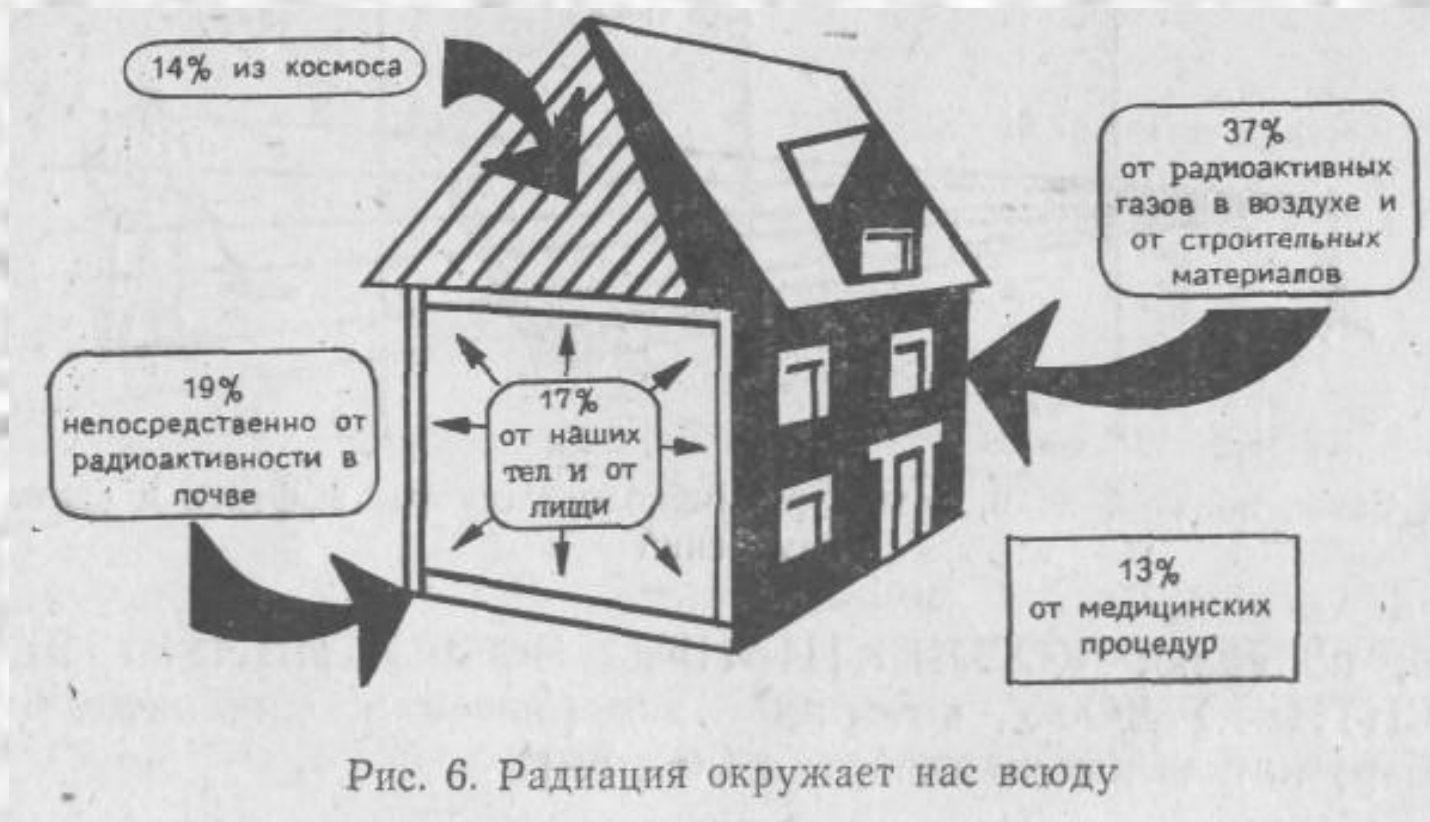 14% из космоса
37%
от радиоактивных
газов в воздухе и
от строительных
материалов
19%
непосредственно от
радиоактивности в
почве
17%
от наших
тел и от
пищи
13%
от медицинских
процедур
Рис. 6. Радиация окружает нас всюду